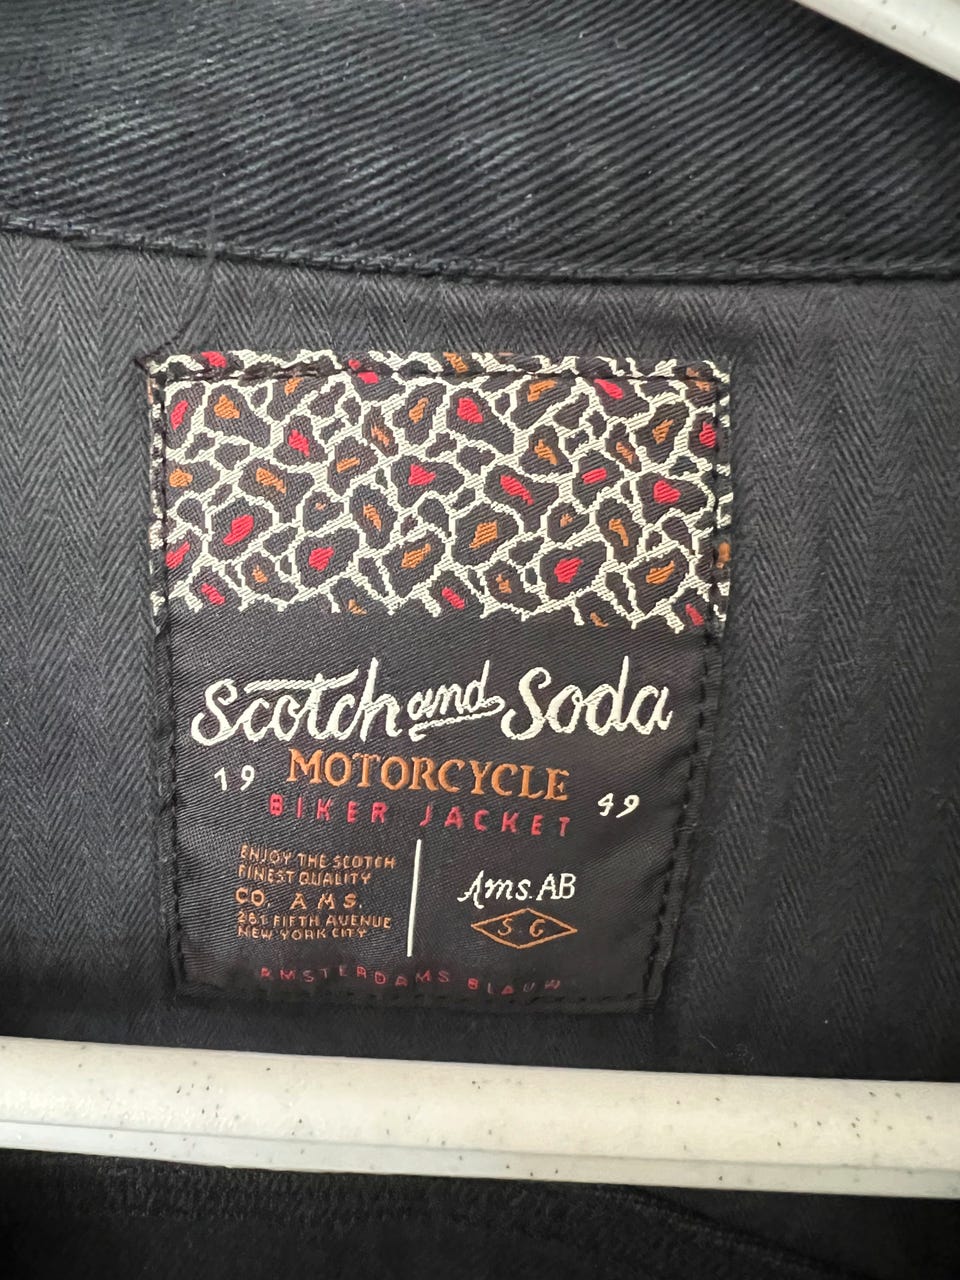 Scotch and Soda
19 MOTORCYCLE 49
BIKER JACKET
ENJOY THE SCOTCH
FINEST QUALITY
CO. AMS.
281 FIFTH AVENUE
NEW YORK CITY
Ams. AB
S. G
AMSTERDAMS BLAUW